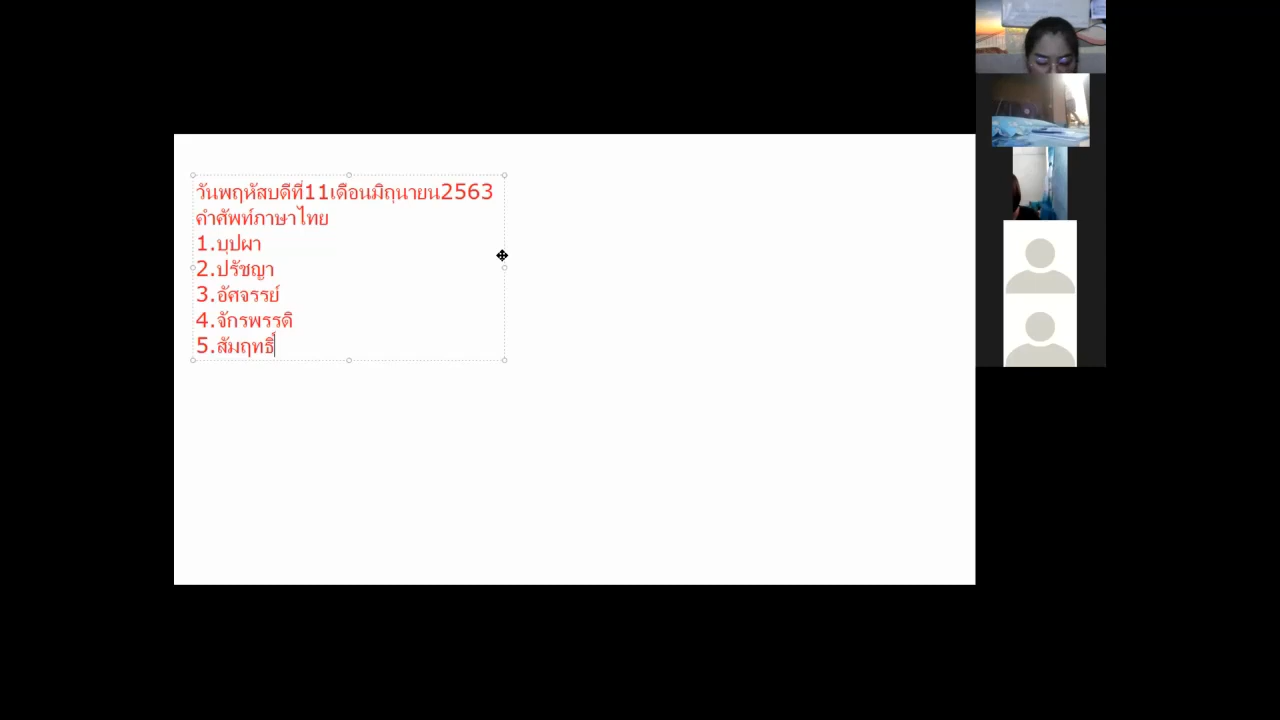 วันพฤหัสบดีที่11เดือนมิถุนายน2563
คำศัพท์ภาษาไทย
1.บุปผา
2.ปรัชญา
3.อัศจรรย์
4.จักรพรรดิ
5.สัมฤทธิ์